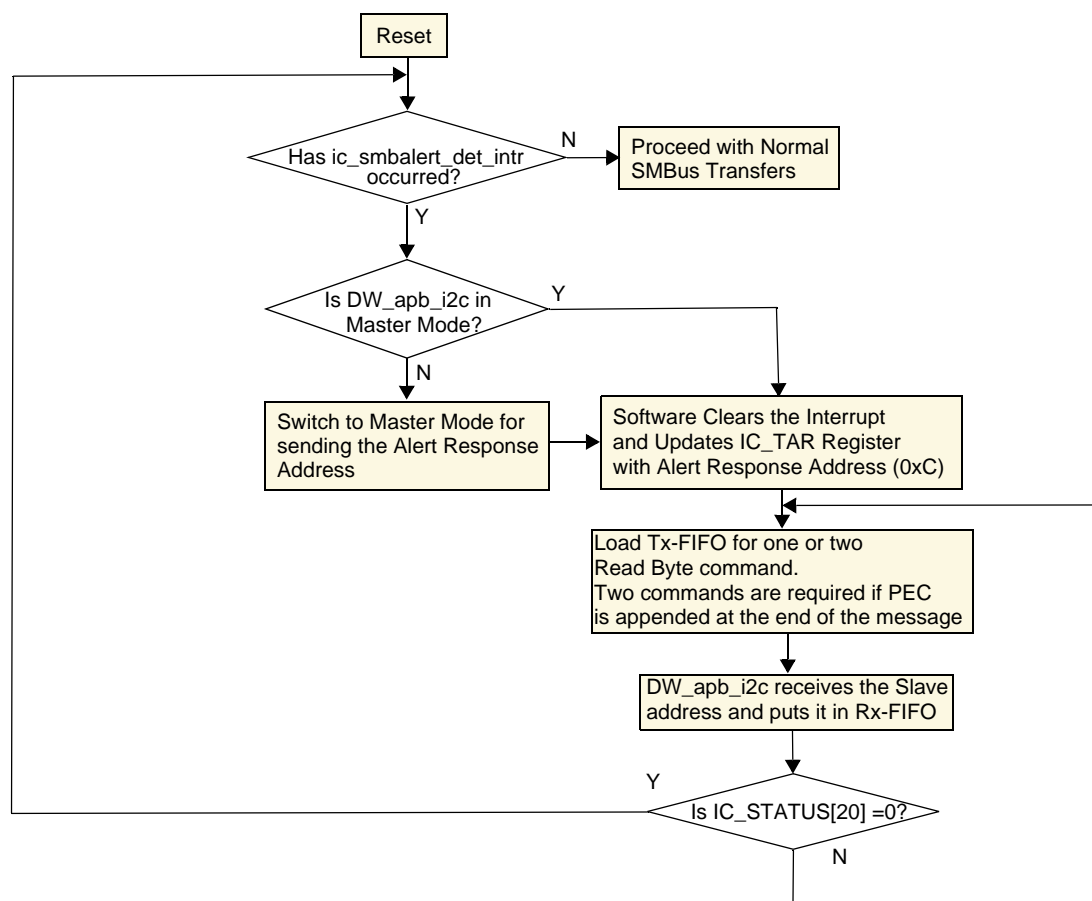 Reset
Has ic_smbalert_det_intr
occurred?
N
Proceed with Normal
SMBus Transfers
Y
Is DW_apb_i2c in
Master Mode?
Y
N
Switch to Master Mode for
sending the Alert Response
Address
Software Clears the Interrupt
and Updates IC_TAR Register
with Alert Response Address (0xC)
Load Tx-FIFO for one or two
Read Byte command.
Two commands are required if PEC
is appended at the end of the message
DW_apb_i2c receives the Slave
address and puts it in Rx-FIFO
Y
Is IC_STATUS[20] =0?
N